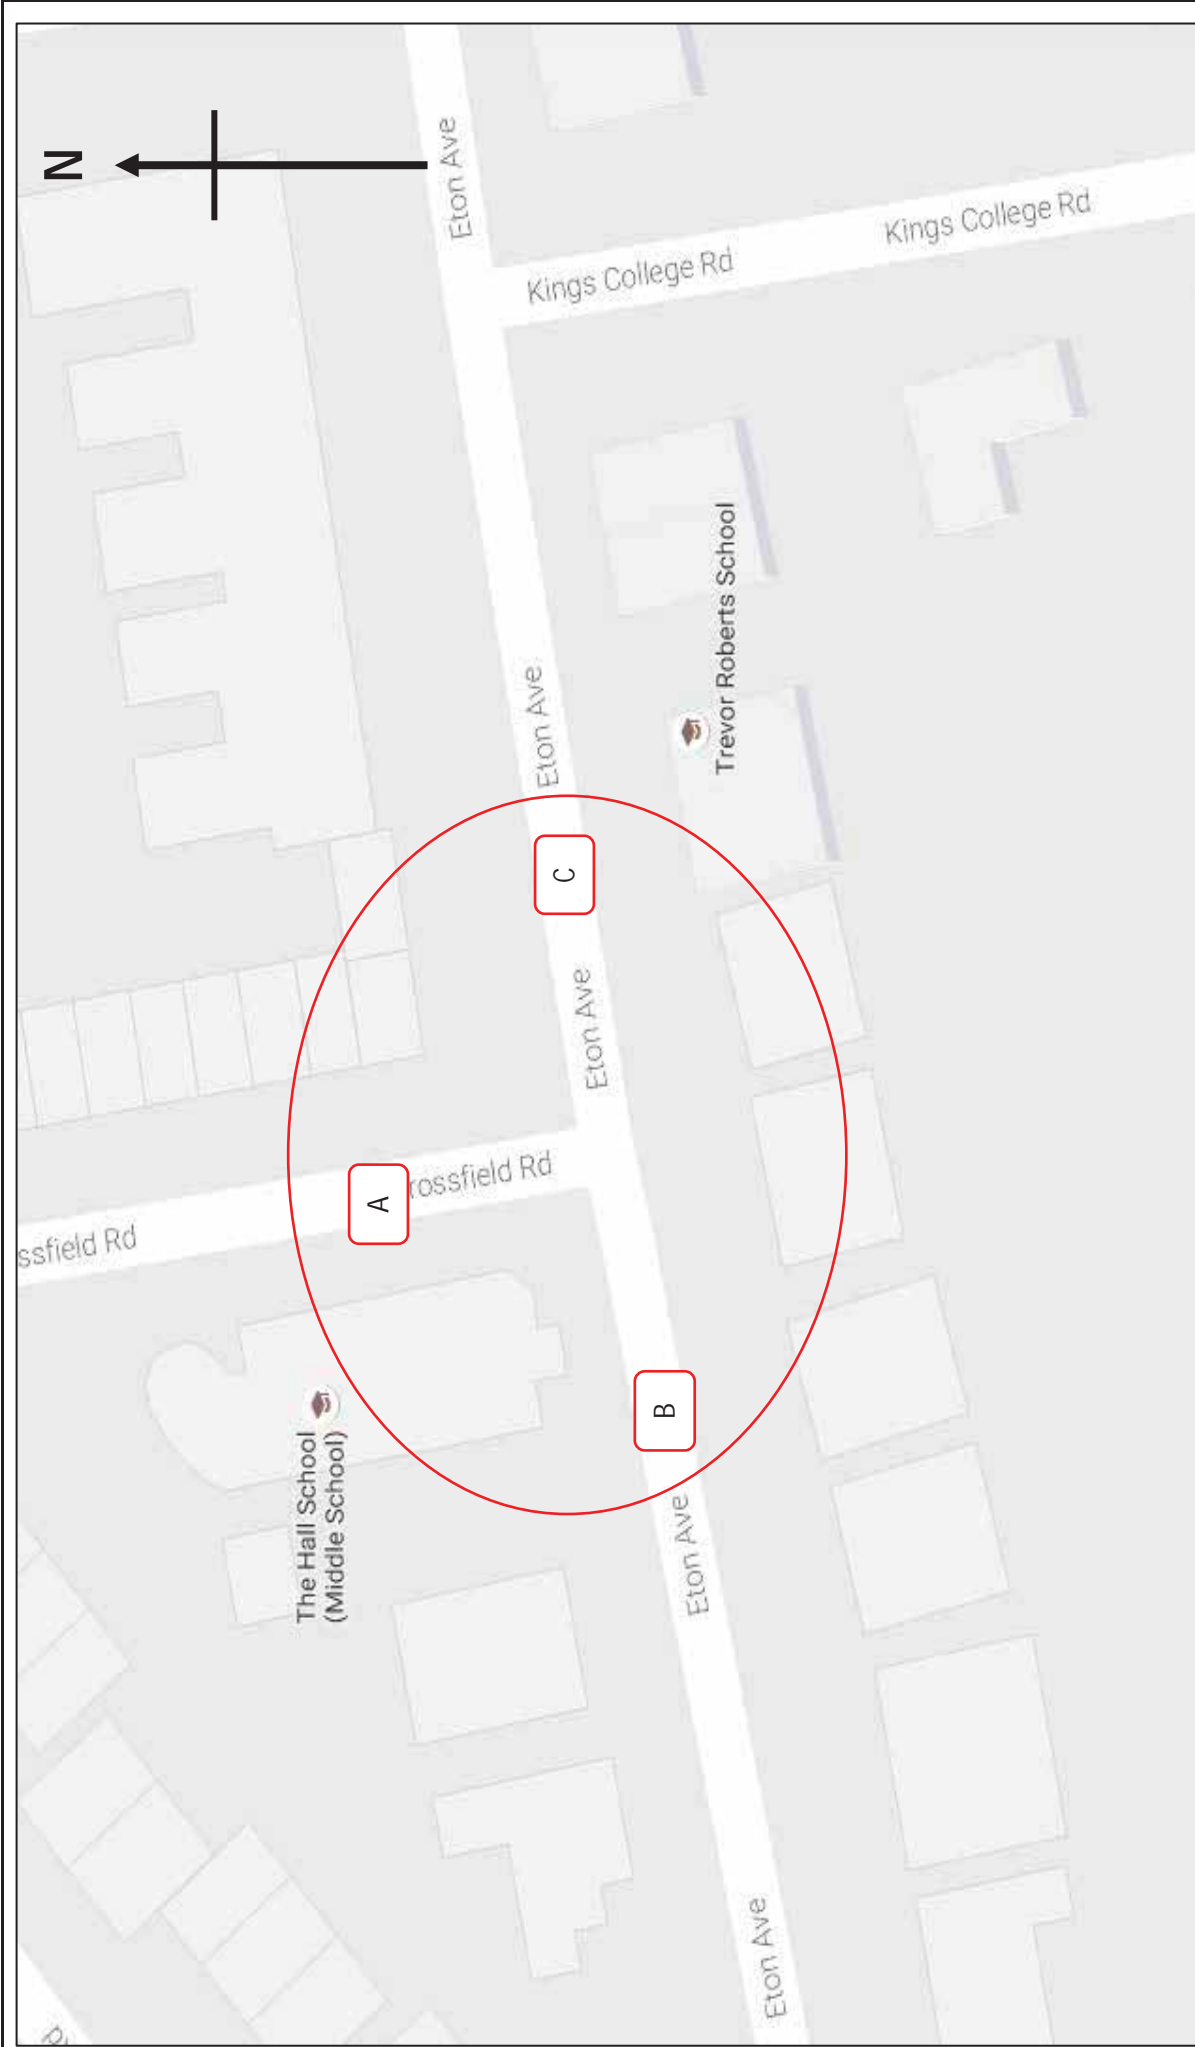 N
ssfield Rd
The Hall School
(Middle School)
A
rossfield Rd
Eton Ave
Eton Ave
C
Eton Ave
B
Eton Ave
Kings College Rd
Trevor Roberts School
Eton Ave
Kings College Rd